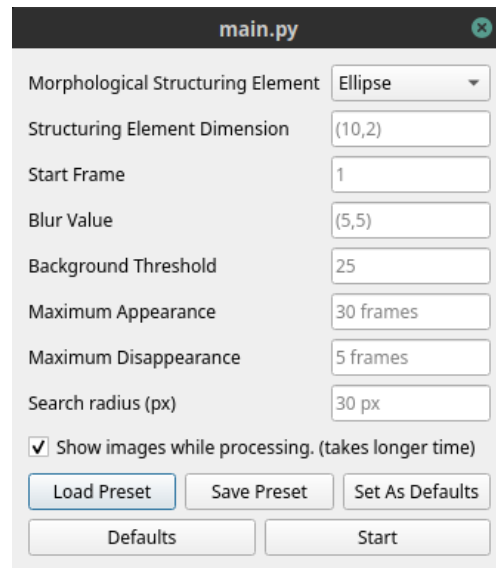 main.py
Morphological Structuring Element Ellipse
Structuring Element Dimension (10,2)
Start Frame 1
Blur Value (5,5)
Background Threshold 25
Maximum Appearance 30 frames
Maximum Disappearance 5 frames
Search radius (px) 30 px
Show images while processing. (takes longer time)
Load Preset Save Preset Set As Defaults
Defaults Start